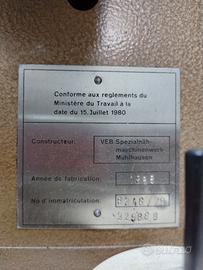 Conforme aux reglements du
Ministère du Travail à la
date du 15. Juillet 1980
Constructeur: VEB Spezialnäh-
maschinenwerk
Mühlhausen
Année de fabrication:
No d'immatriculation: 8246/